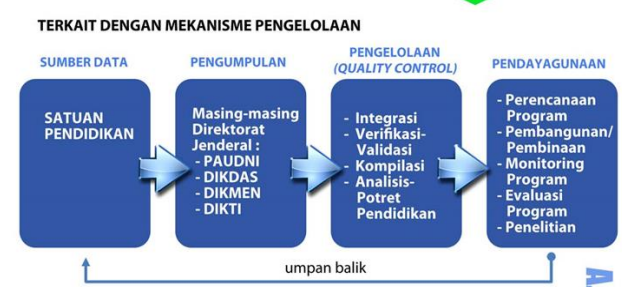 TERKAIT DENGAN MEKANISME PENGELOLAAN
SUMBER DATA
SATUAN
PENDIDIKAN
PENGUMPULAN
Masing-masing
Direktorat
Jenderal :
- PAUDNI
- DIKDAS
- DIKMEN
- DIKTI
PENGELOLAAN
(QUALITY CONTROL)
- Integrasi
- Verifikasi-
Validasi
- Kompilasi
- Analisis-
Potret
Pendidikan
PENDAYAGUNAAN
- Perencanaan
Program
- Pembangunan/
Pembinaan
- Monitoring
Program
- Evaluasi
Program
- Penelitian
umpan balik